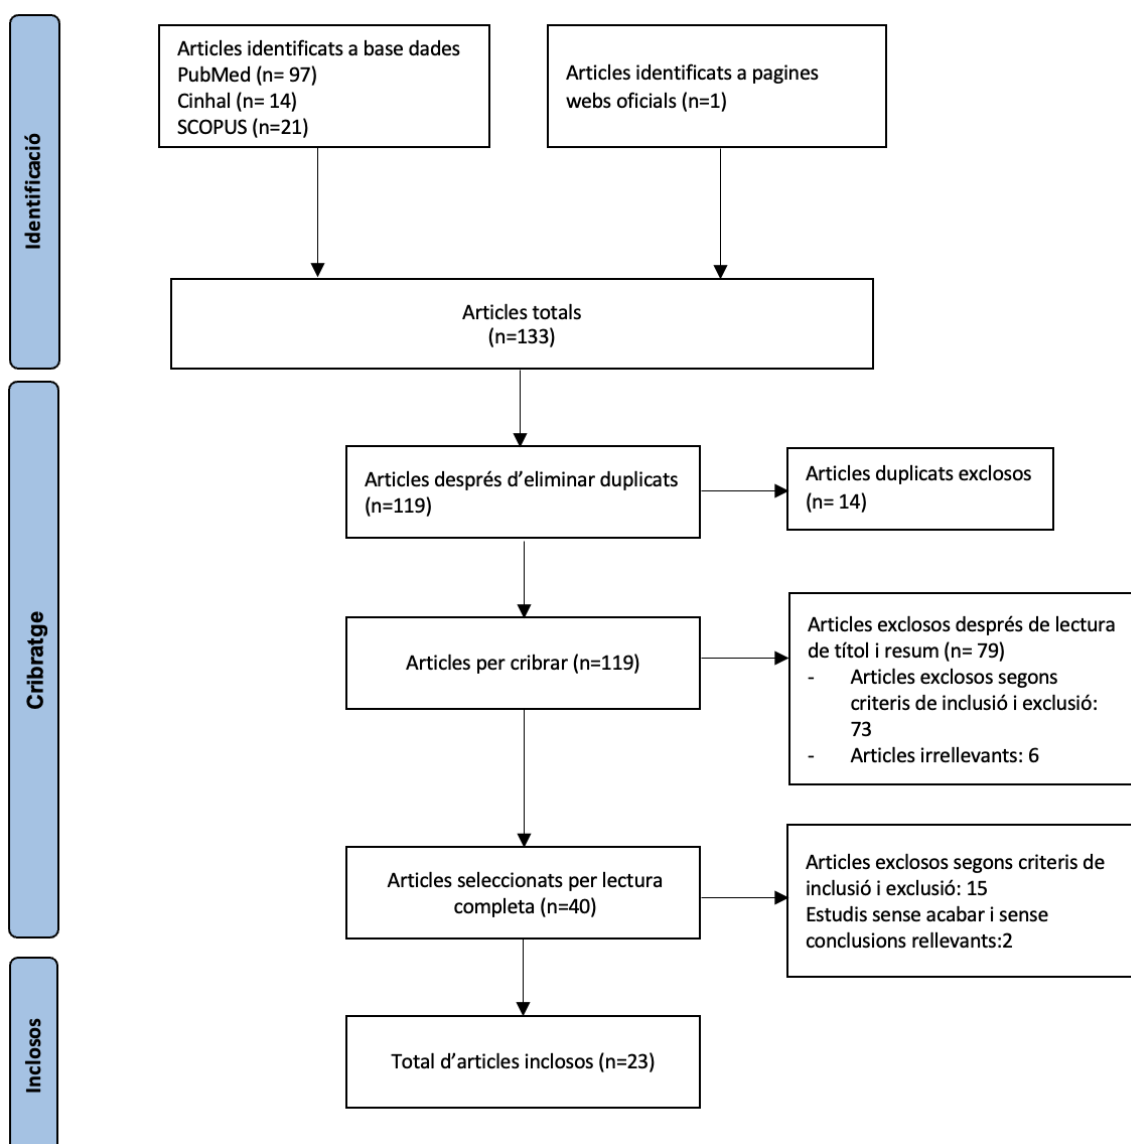 Identificació
Articles identificats a base dades
PubMed (n= 97)
Cinhal (n= 14)
SCOPUS (n=21)
Articles identificats a pagines
webs oficials (n=1)
Articles totals
(n=133)
Cribratge
Articles després d’eliminar duplicats
(n=119)
Articles duplicats exclosos
(n= 14)
Articles per cribrar (n=119)
Articles exclosos després de lectura
de títol i resum (n= 79)
- Articles exclosos segons
criteris de inclusió i exclusió:
73
- Articles irrellevants: 6
Articles seleccionats per lectura
completa (n=40)
Articles exclosos segons criteris de
inclusió i exclusió: 15
Estudis sense acabar i sense
conclusions rellevants:2
Inclosos
Total d’articles inclosos (n=23)